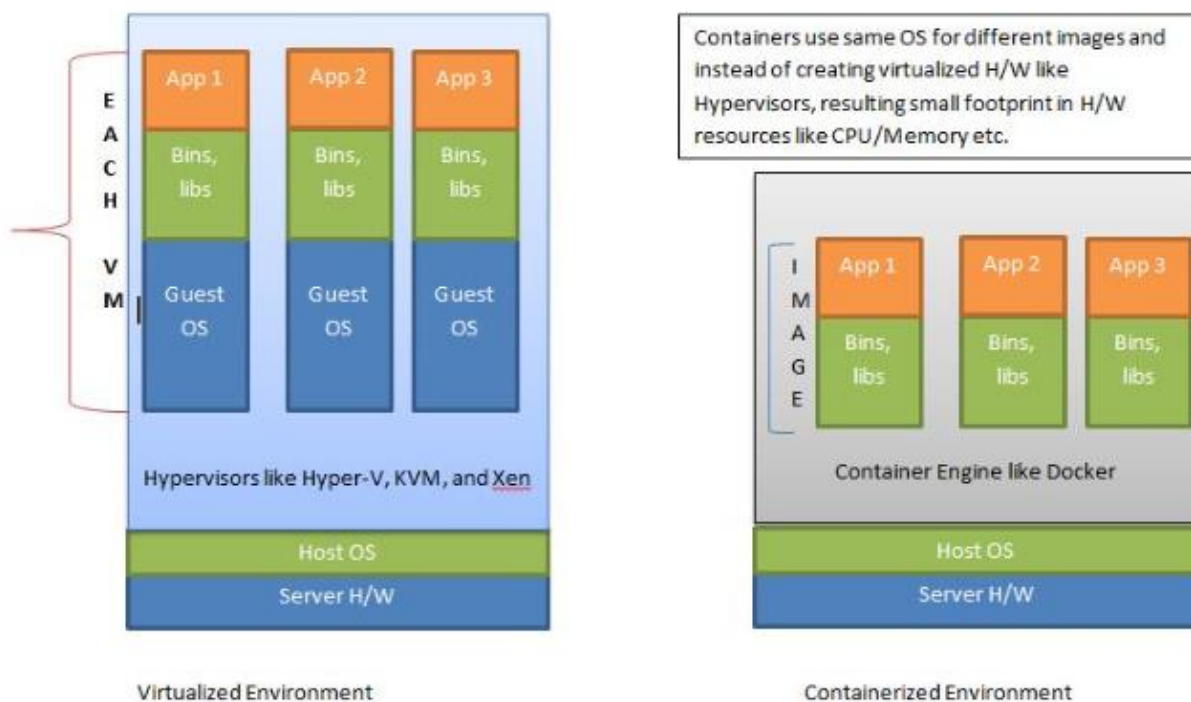 E
A
C
H
V
M
App 1
Bins,
libs
Guest
OS
App 2
Bins,
libs
Guest
OS
App 3
Bins,
libs
Guest
OS
Hypervisors like Hyper-V, KVM, and Xen
Host OS
Server H/W
Virtualized Environment
Containers use same OS for different images and
instead of creating virtualized H/W like
Hypervisors, resulting small footprint in H/W
resources like CPU/Memory etc.
I
M
A
G
E
App 1
Bins,
libs
App 2
Bins,
libs
App 3
Bins,
libs
Container Engine like Docker
Host OS
Server H/W
Containerized Environment